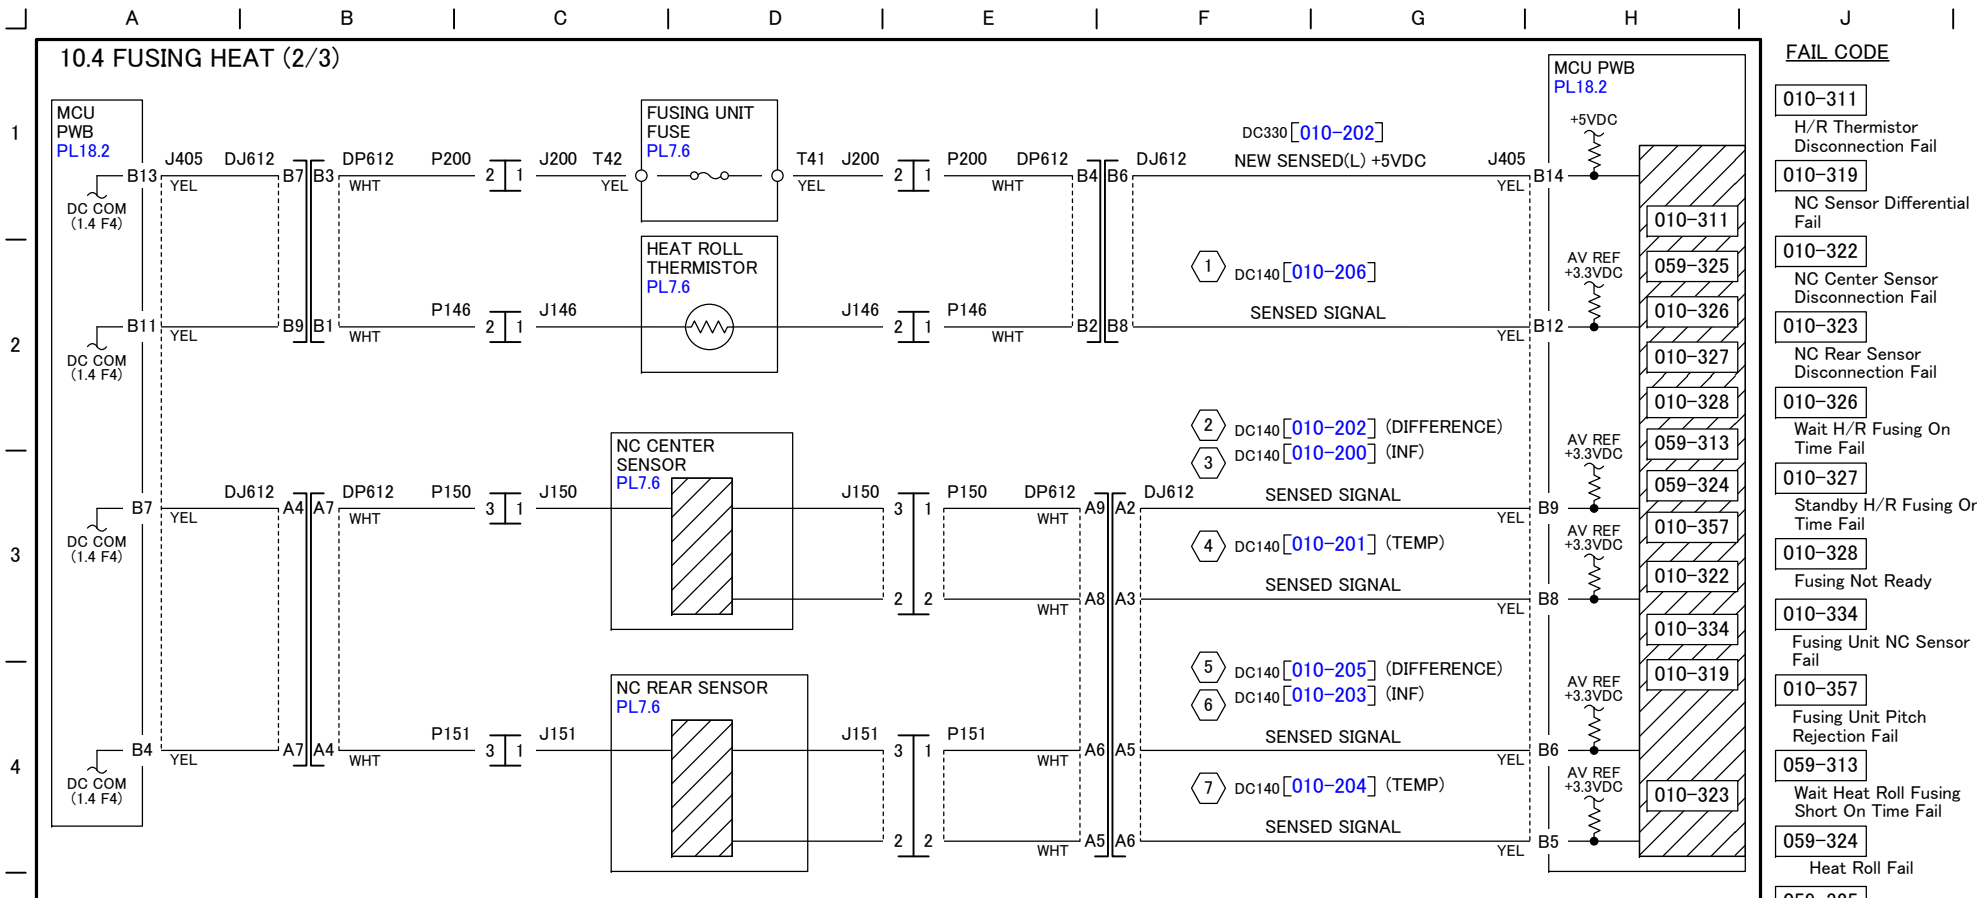 A B C D E F G H J
10.4 FUSING HEAT (2/3)
1
2
3
4
MCU
PWB
PL18.2
B13
J405
YEL
DJ612
B7
B3
DP612
WHT
P200
2 1
J200
T42
YEL
FUSING UNIT
FUSE
PL7.6
T41
YEL
J200
2 1
P200
WHT
DP612
B4
B6
DJ612
DC330 [010-202]
NEW SENSED(L) +5VDC
J405
YEL
B14
DC COM
(1.4 F4)
B11
YEL
B9
B1
WHT
P146
2 1
J146
HEAT ROLL
THERMISTOR
PL7.6
J146
2 1
P146
WHT
B2
B8
1 DC140 [010-206]
SENSED SIGNAL
YEL
B12
DC COM
(1.4 F4)
B7
YEL
DJ612
A4
A7
DP612
WHT
P150
3 1
J150
NC CENTER
SENSOR
PL7.6
J150
3 1
P150
WHT
DP612
A9
A2
DJ612
2 DC140 [010-202] (DIFFERENCE)
3 DC140 [010-200] (INF)
SENSED SIGNAL
YEL
B9
DC COM
(1.4 F4)
2 2
WHT
A8
A3
4 DC140 [010-201] (TEMP)
SENSED SIGNAL
YEL
B8
B4
YEL
A7
A4
WHT
P151
3 1
J151
NC REAR SENSOR
PL7.6
J151
3 1
P151
WHT
A6
A5
5 DC140 [010-205] (DIFFERENCE)
6 DC140 [010-203] (INF)
SENSED SIGNAL
YEL
B6
DC COM
(1.4 F4)
2 2
WHT
A5
A6
7 DC140 [010-204] (TEMP)
SENSED SIGNAL
YEL
B5
MCU PWB
PL18.2
+5VDC
AV REF
+3.3VDC
AV REF
+3.3VDC
AV REF
+3.3VDC
AV REF
+3.3VDC
AV REF
+3.3VDC
010-311
059-325
010-326
010-327
010-328
059-313
059-324
010-357
010-322
010-334
010-319
010-323
FAIL CODE
010-311
H/R Thermistor
Disconnection Fail
010-319
NC Sensor Differential
Fail
010-322
NC Center Sensor
Disconnection Fail
010-323
NC Rear Sensor
Disconnection Fail
010-326
Wait H/R Fusing On
Time Fail
010-327
Standby H/R Fusing On
Time Fail
010-328
Fusing Not Ready
010-334
Fusing Unit NC Sensor
Fail
010-357
Fusing Unit Pitch
Rejection Fail
059-313
Wait Heat Roll Fusing
Short On Time Fail
059-324
Heat Roll Fail